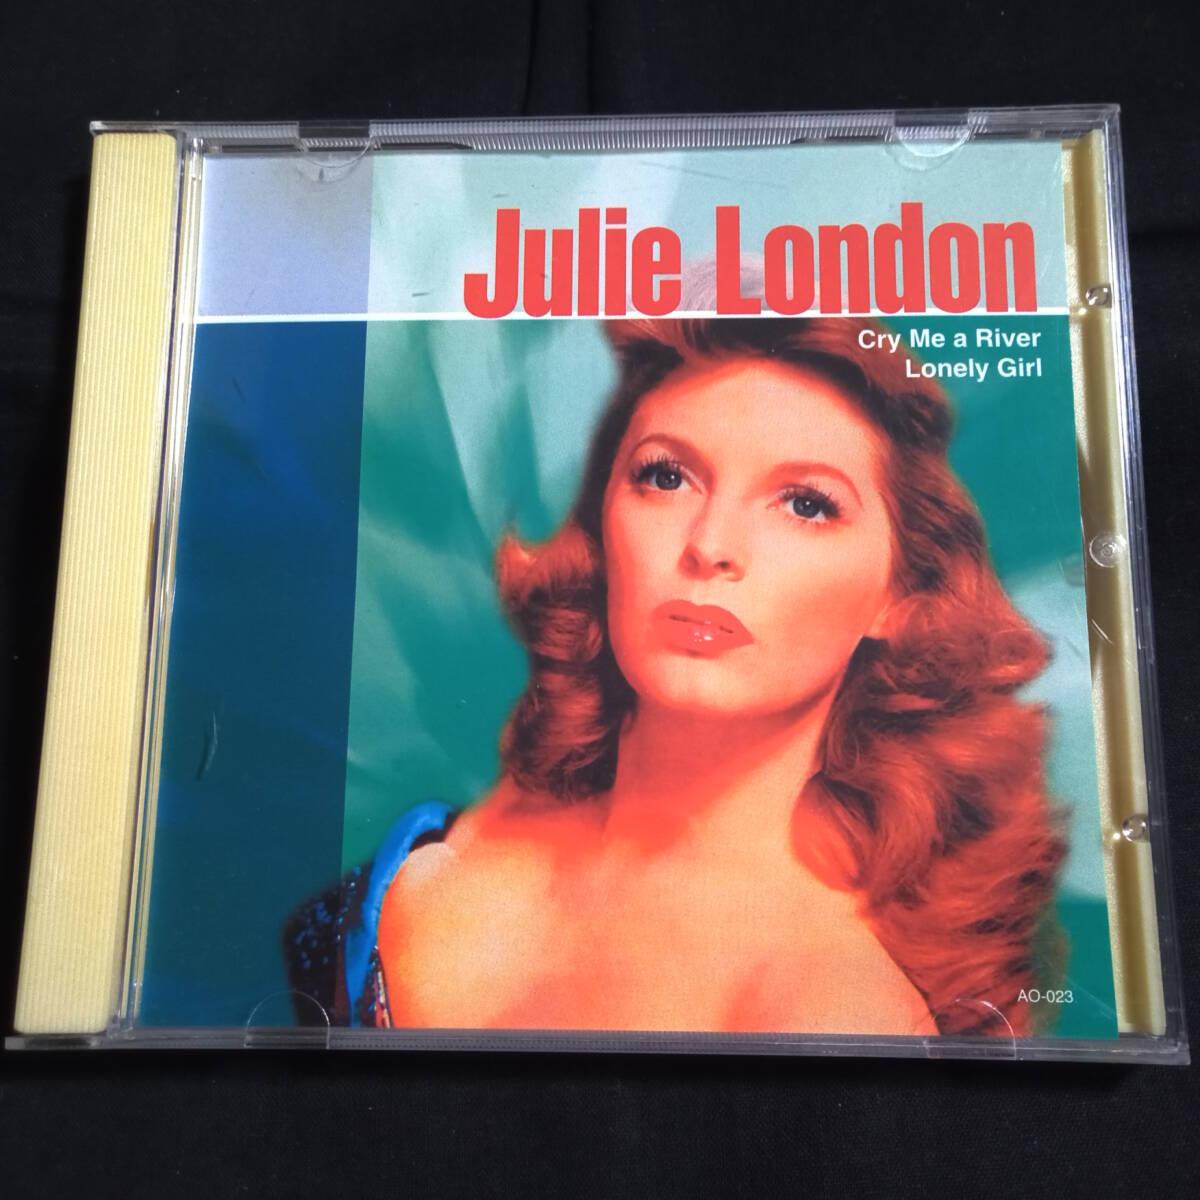 Julie London
Cry Me a River
Lonely Girl
AO-023